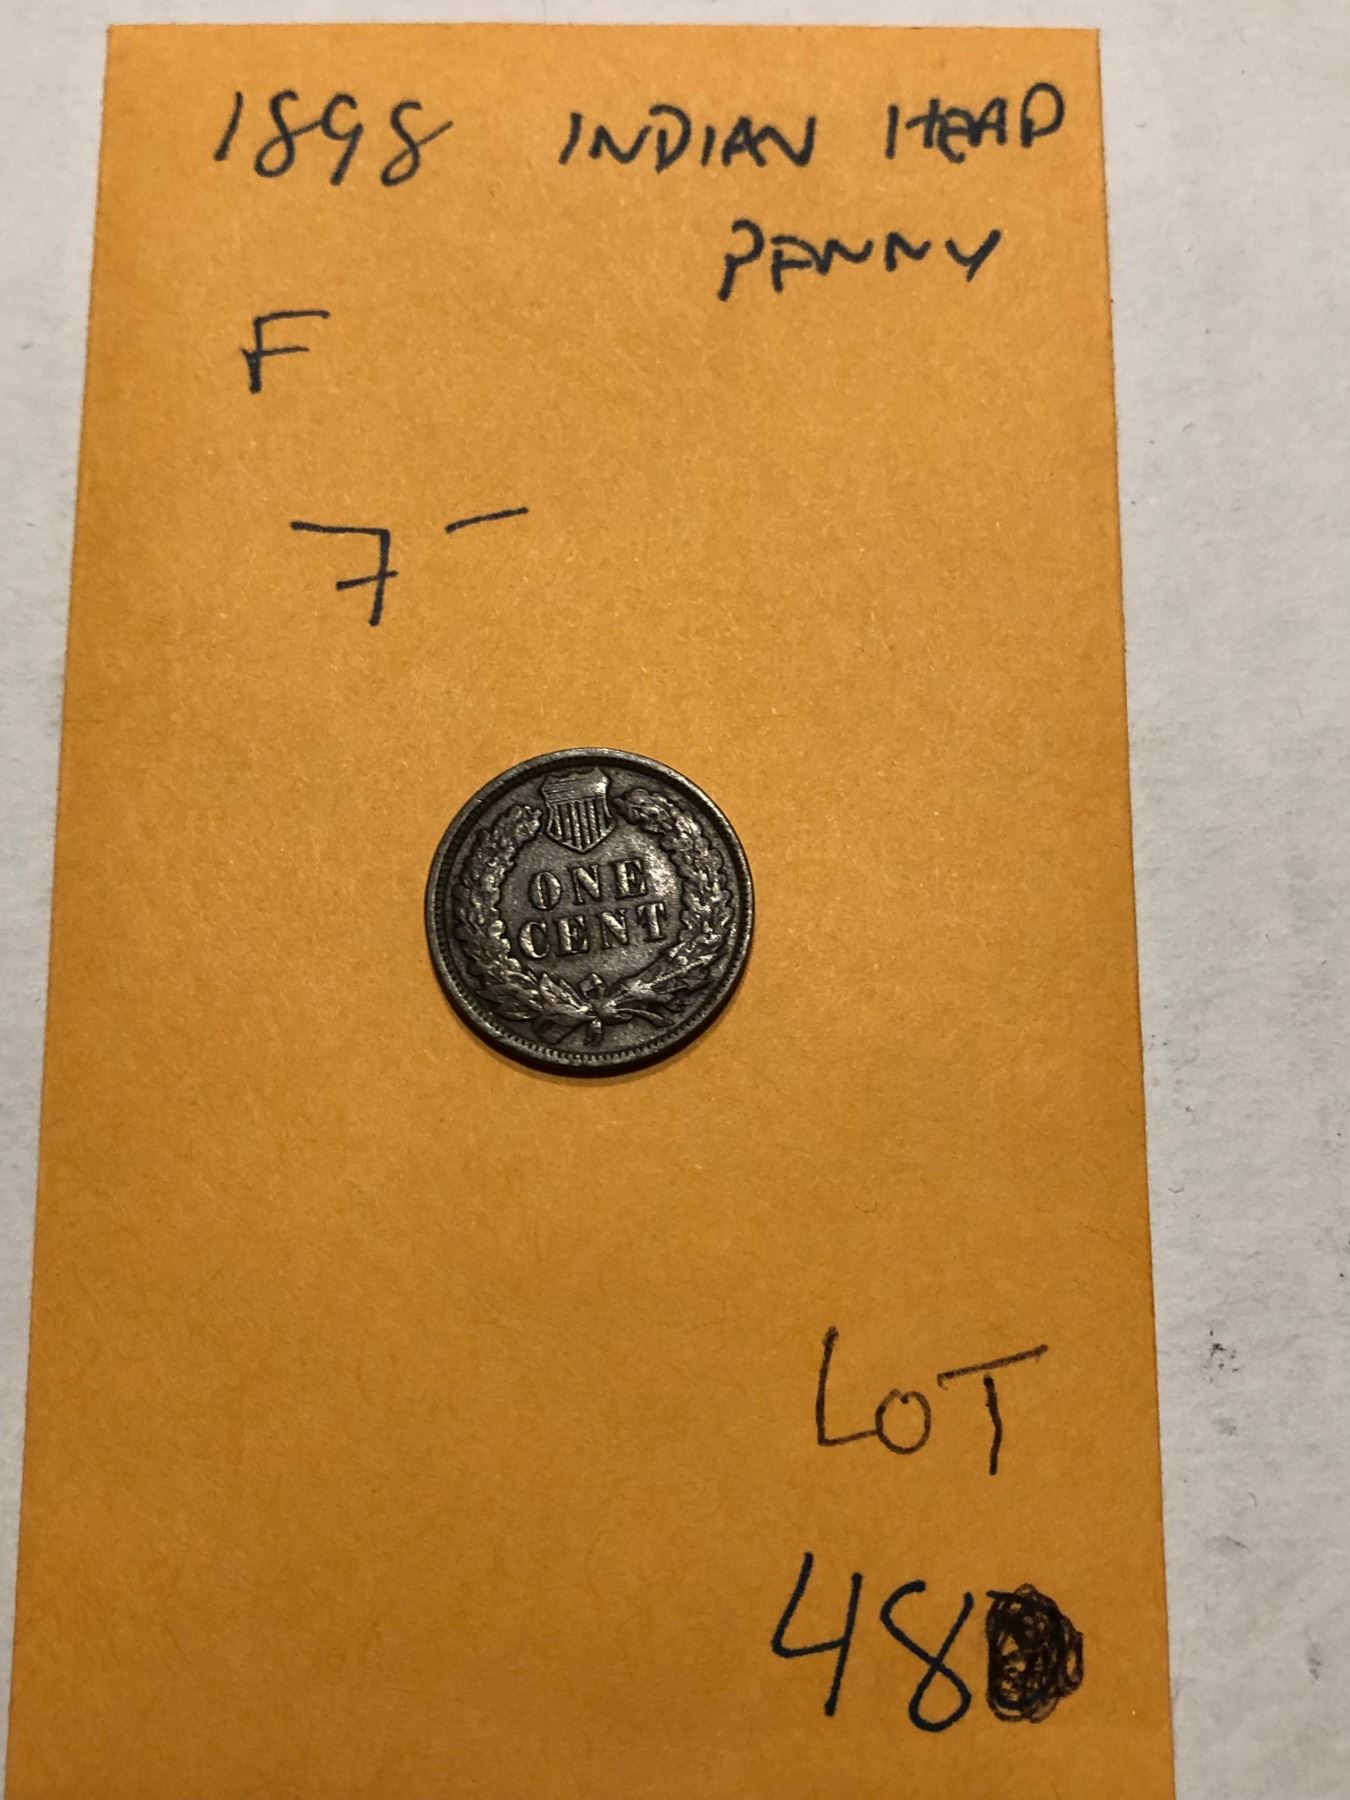 1898 INDIAN HEAD
PENNY
F
7 —
ONE
CENT
LOT
48